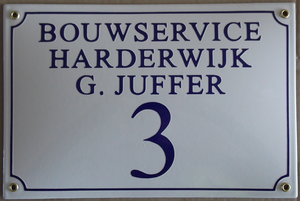 BOUWSERVICE
HARDERWIJK
G. JUFFER
3